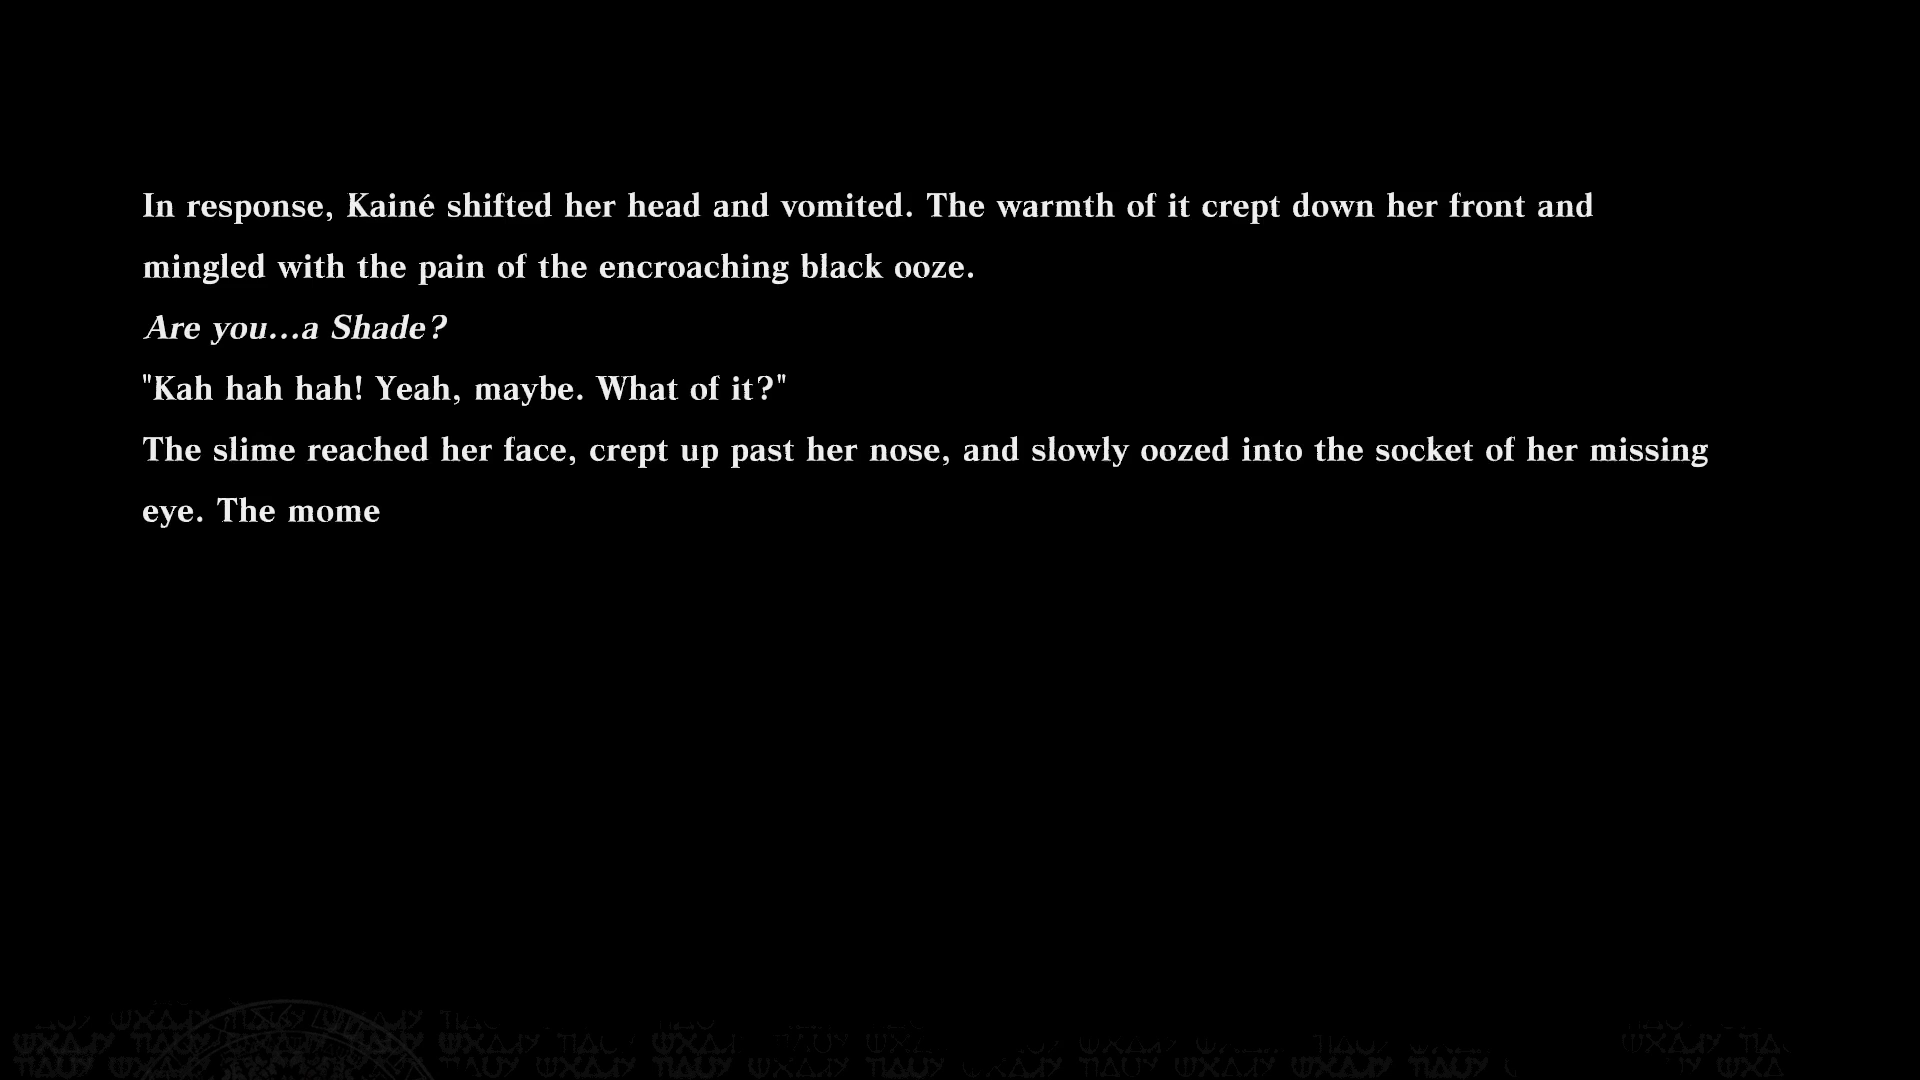 In response, Kainé shifted her head and vomited. The warmth of it crept down her front and
mingled with the pain of the encroaching black ooze.
Are you...a Shade?
"Kah hah hah! Yeah, maybe. What of it?"
The slime reached her face, crept up past her nose, and slowly oozed into the socket of her missing
eye. The mome